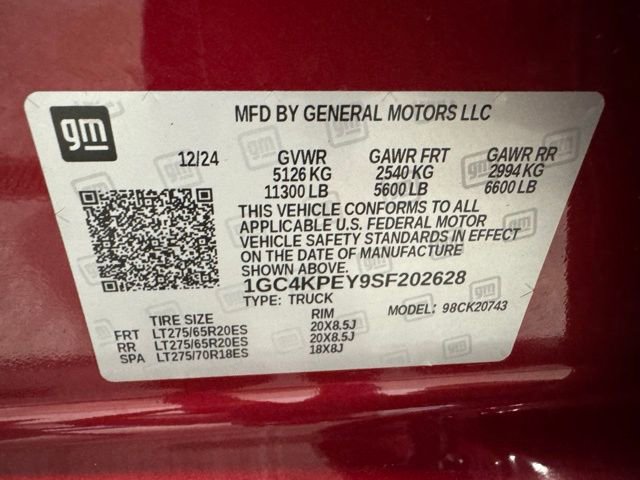 gm
MFD BY GENERAL MOTORS LLC
12/24 GVWR GAWR FRT GAWR RR
5126 KG 2540 KG 2994 KG
11300 LB 5600 LB 6600 LB
THIS VEHICLE CONFORMS TO ALL
APPLICABLE U.S. FEDERAL MOTOR
VEHICLE SAFETY STANDARDS IN EFFECT
ON THE DATE OF MANUFACTURE
SHOWN ABOVE.
1GC4KPEY9SF202628
TYPE: TRUCK MODEL: 98CK20743
TIRE SIZE RIM
FRT LT275/65R20ES 20X8.5J
RR LT275/65R20ES 20X8.5J
SPA LT275/70R18ES 18X8J